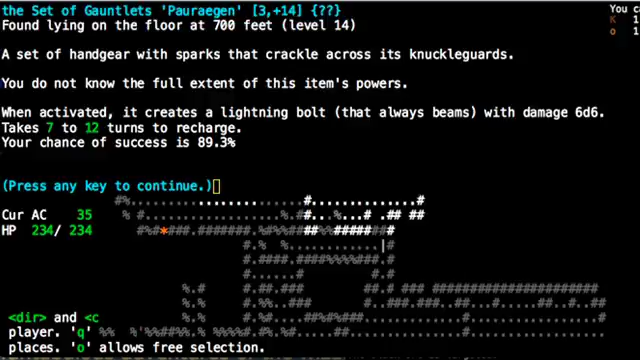 the Set of Gauntlets 'Pauraegen' [3,+14] {??}
You ca
Found lying on the floor at 700 feet (level 14)
K 1
o 1
A set of handgear with sparks that crackle across its knuckleguards.
You do not know the full extent of this item's powers.
When activated, it creates a lightning bolt (that always beams) with damage 6d6.
Takes 7 to 12 turns to recharge.
Your chance of success is 89.3%
(Press any key to continue.)
Cur AC 35
HP 234/ 234
<dir> and <c
player. 'q'
places. 'o' allows free selection.